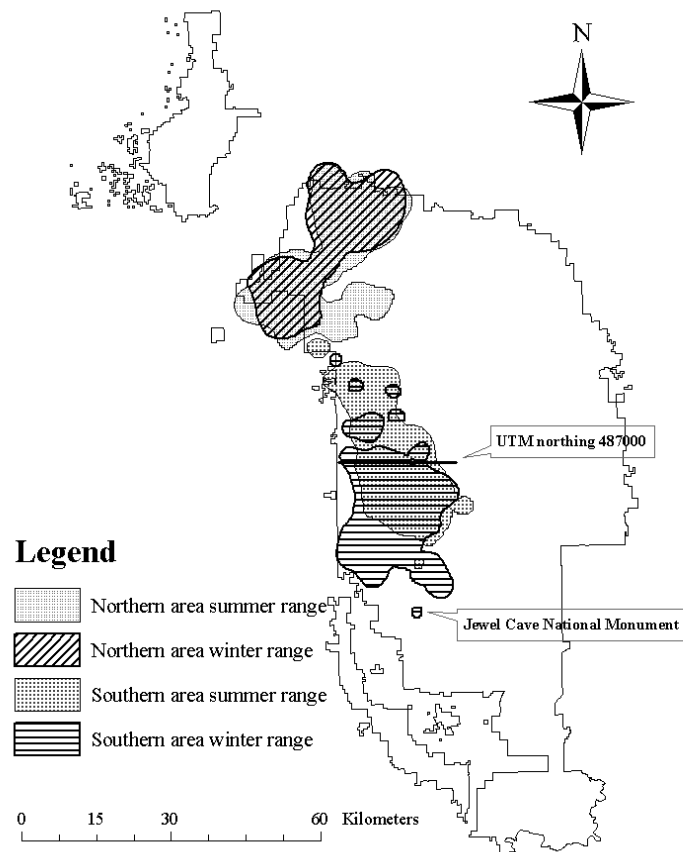 N
UTM northing 487000
Legend
Northern area summer range
Northern area winter range
Jewel Cave National Monument
Southern area summer range
Southern area winter range
0 15 30 60 Kilometers